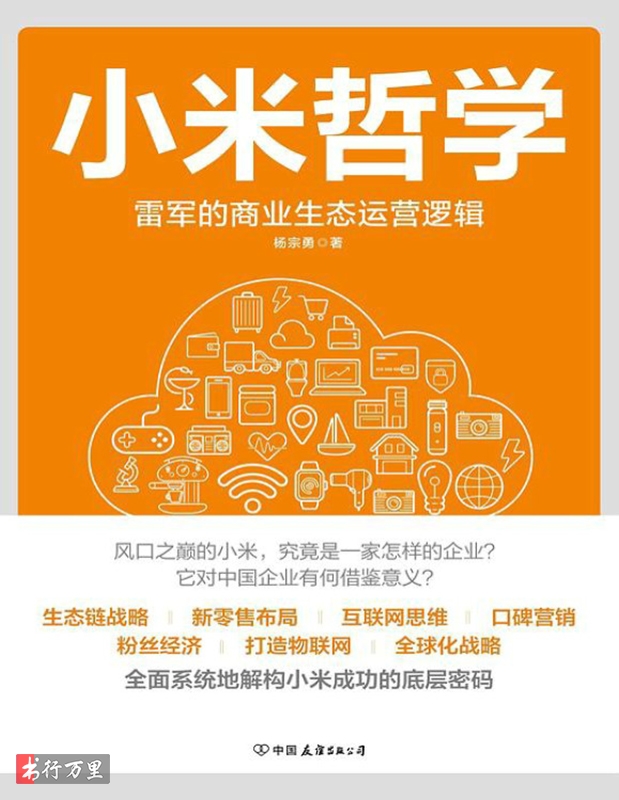 小米哲学
雷军的商业生态运营逻辑
杨宗勇◎著
风口之巅的小米，究竟是一家怎样的企业？
它对中国企业有何借鉴意义？
生态链战略 ‖ 新零售布局 ‖ 互联网思维 ‖ 口碑营销
粉丝经济 ‖ 打造物联网 ‖ 全球化战略
全面系统地解构小米成功的底层密码
中国友谊出版公司
书行万里